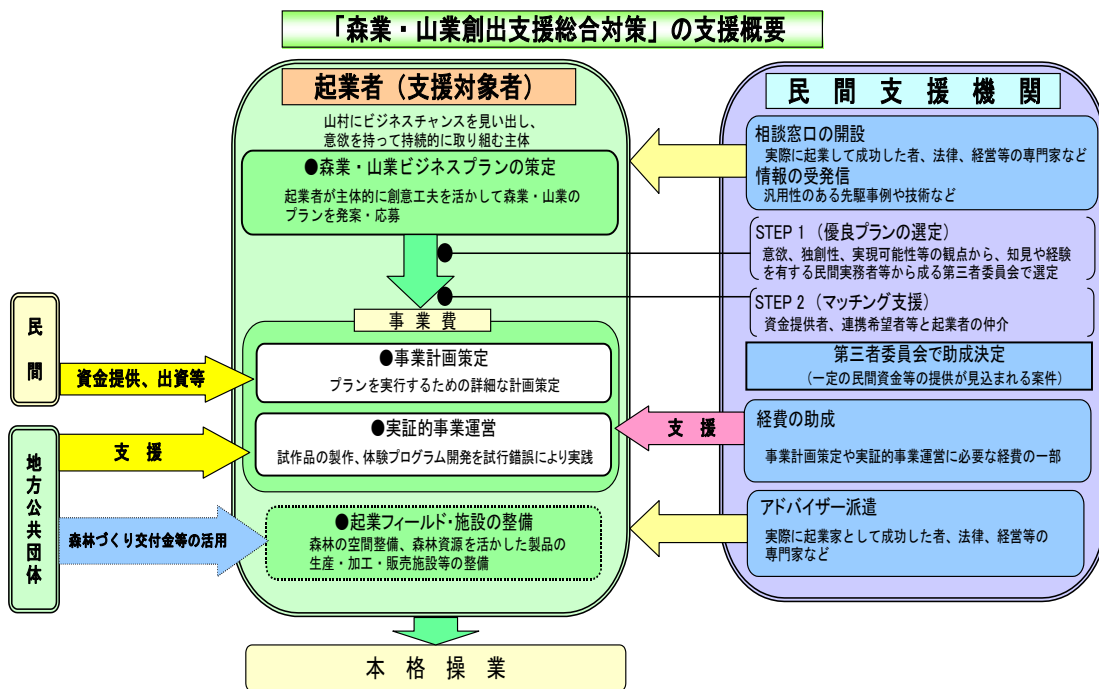 「森業・山業創出支援総合対策」の支援概要
起業者（支援対象者）
山村にビジネスチャンスを見い出し、
意欲を持って持続的に取り組む主体
●森業・山業ビジネスプランの策定
起業者が主体的に創意工夫を活かして森業・山業の
プランを発案・応募
事業費
●事業計画策定
プランを実行するための詳細な計画策定
●実証的事業運営
試作品の製作、体験プログラム開発を試行錯誤により実践
●起業フィールド・施設の整備
森林の空間整備、森林資源を活かした製品の
生産・加工・販売施設等の整備
本格操業
民間
資金提供、出資等
地方公共団体
支援
森林づくり交付金等の活用
民間支援機関
相談窓口の開設
実際に起業して成功した者、法律、経営等の専門家など
情報の受発信
汎用性のある先駆事例や技術など
STEP 1（優良プランの選定）
意欲、独創性、実現可能性等の観点から、知見や経験
を有する民間実務者等から成る第三者委員会で選定
STEP 2（マッチング支援）
資金提供者、連携希望者等と起業者の仲介
第三者委員会で助成決定
（一定の民間資金等の提供が見込まれる案件）
支援
経費の助成
事業計画策定や実証的事業運営に必要な経費の一部
アドバイザー派遣
実際に起業家として成功した者、法律、経営等の
専門家など